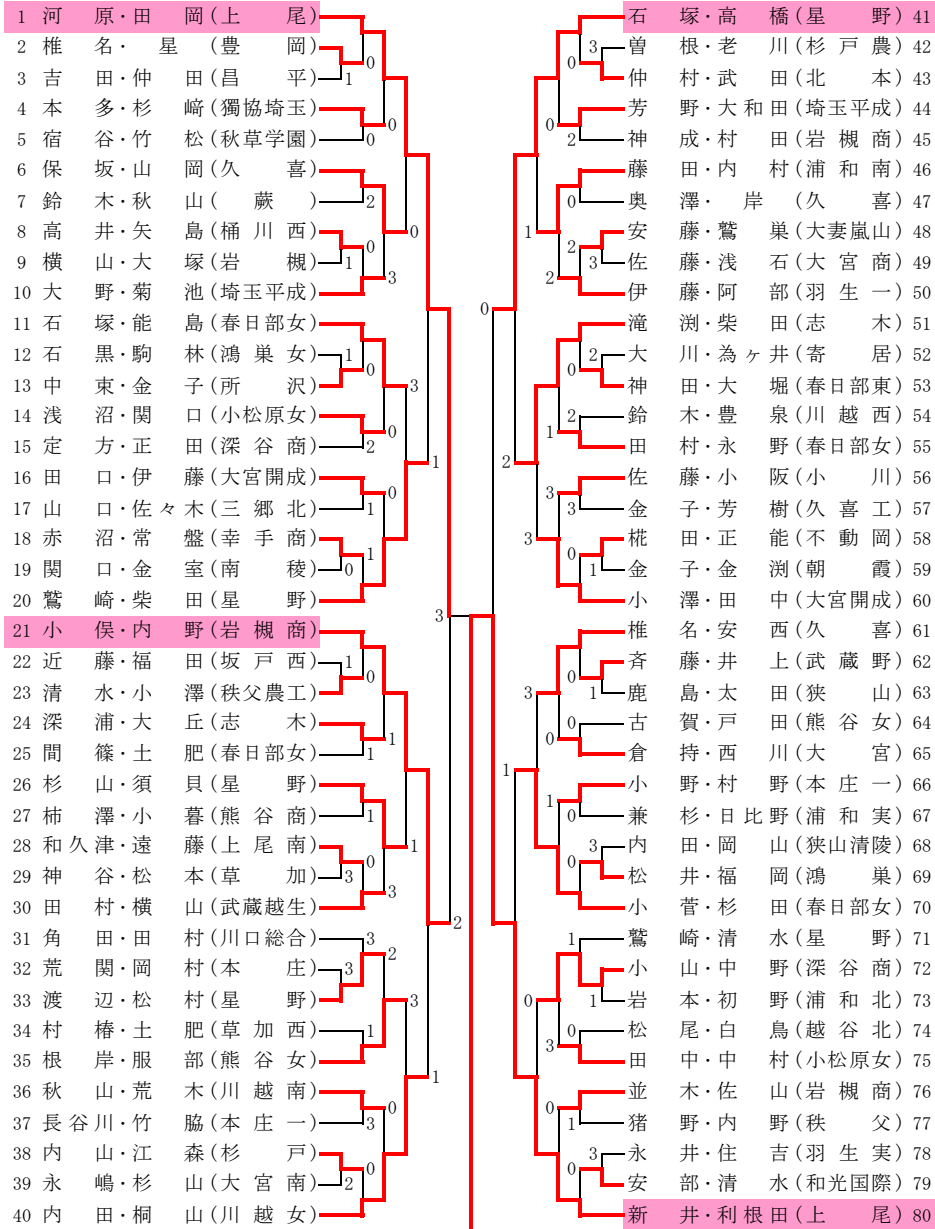 1 河原・田岡(上尾)
2 椎名・星(豊岡)
3 吉田・仲田(昌平)
4 本多・杉﨑(獨協埼玉)
5 宿谷・竹松(秋草学園)
6 保坂・山岡(久喜)
7 鈴木・秋山(蕨)
8 高井・矢島(桶川西)
9 横山・大塚(岩槻)
10 大野・菊池(埼玉平成)
11 石塚・能島(春日部女)
12 石黒・駒林(鴻巣女)
13 中束・金子(所沢)
14 浅沼・関口(小松原女)
15 定方・正田(深谷商)
16 田口・伊藤(大宮開成)
17 山口・佐々木(三郷北)
18 赤沼・常盤(幸手商)
19 関口・金室(南稜)
20 鷲崎・柴田(星野)
21 小俣・内野(岩槻商)
22 近藤・福田(坂戸西)
23 清水・小澤(秩父農工)
24 深浦・大丘(志木)
25 間篠・土肥(春日部女)
26 杉山・須貝(星野)
27 柿澤・小暮(熊谷商)
28 和久津・遠藤(上尾南)
29 神谷・松本(草加)
30 田村・横山(武蔵越生)
31 角田・田村(川口総合)
32 荒関・岡村(本庄)
33 渡辺・松村(星野)
34 村椿・土肥(草加西)
35 根岸・服部(熊谷女)
36 秋山・荒木(川越南)
37 長谷川・竹脇(本庄一)
38 内山・江森(杉戸)
39 永嶋・杉山(大宮南)
40 内田・桐山(川越女)
石塚・高橋(星野) 41
曽根・老川(杉戸農) 42
仲村・武田(北本) 43
芳野・大和田(埼玉平成) 44
神成・村田(岩槻商) 45
藤田・内村(浦和南) 46
奥澤・岸(久喜) 47
安藤・鷲巣(大妻嵐山) 48
佐藤・浅石(大宮商) 49
伊藤・阿部(羽生一) 50
滝渕・柴田(志木) 51
大川・為ヶ井(寄居) 52
神田・大堀(春日部東) 53
鈴木・豊泉(川越西) 54
田村・永野(春日部女) 55
佐藤・小阪(小川) 56
金子・芳樹(久喜工) 57
椛田・正能(不動岡) 58
金子・金渕(朝霞) 59
小澤・田中(大宮開成) 60
椎名・安西(久喜) 61
斉藤・井上(武蔵野) 62
鹿島・太田(狭山) 63
古賀・戸田(熊谷女) 64
倉持・西川(大宮) 65
小野・村野(本庄一) 66
兼杉・日比野(浦和実) 67
内田・岡山(狭山清陵) 68
松井・福岡(鴻巣) 69
小菅・杉田(春日部女) 70
鷲崎・清水(星野) 71
小山・中野(深谷商) 72
岩本・初野(浦和北) 73
松尾・白鳥(越谷北) 74
田中・中村(小松原女) 75
並木・佐山(岩槻商) 76
猪野・内野(秩父) 77
永井・住吉(羽生実) 78
安部・清水(和光国際) 79
新井・利根田(上尾) 80